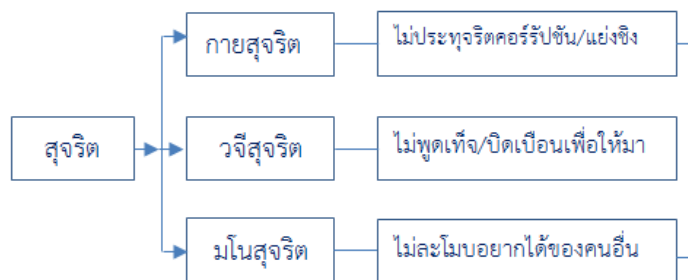 กายสุจริต
ไม่ประทุจริตคอร์รัปชัน/แย่งชิง
สุจริต
วจีสุจริต
ไม่พูดเท็จ/บิดเบือนเพื่อให้มา
มโนสุจริต
ไม่ละโมบอยากได้ของคนอื่น